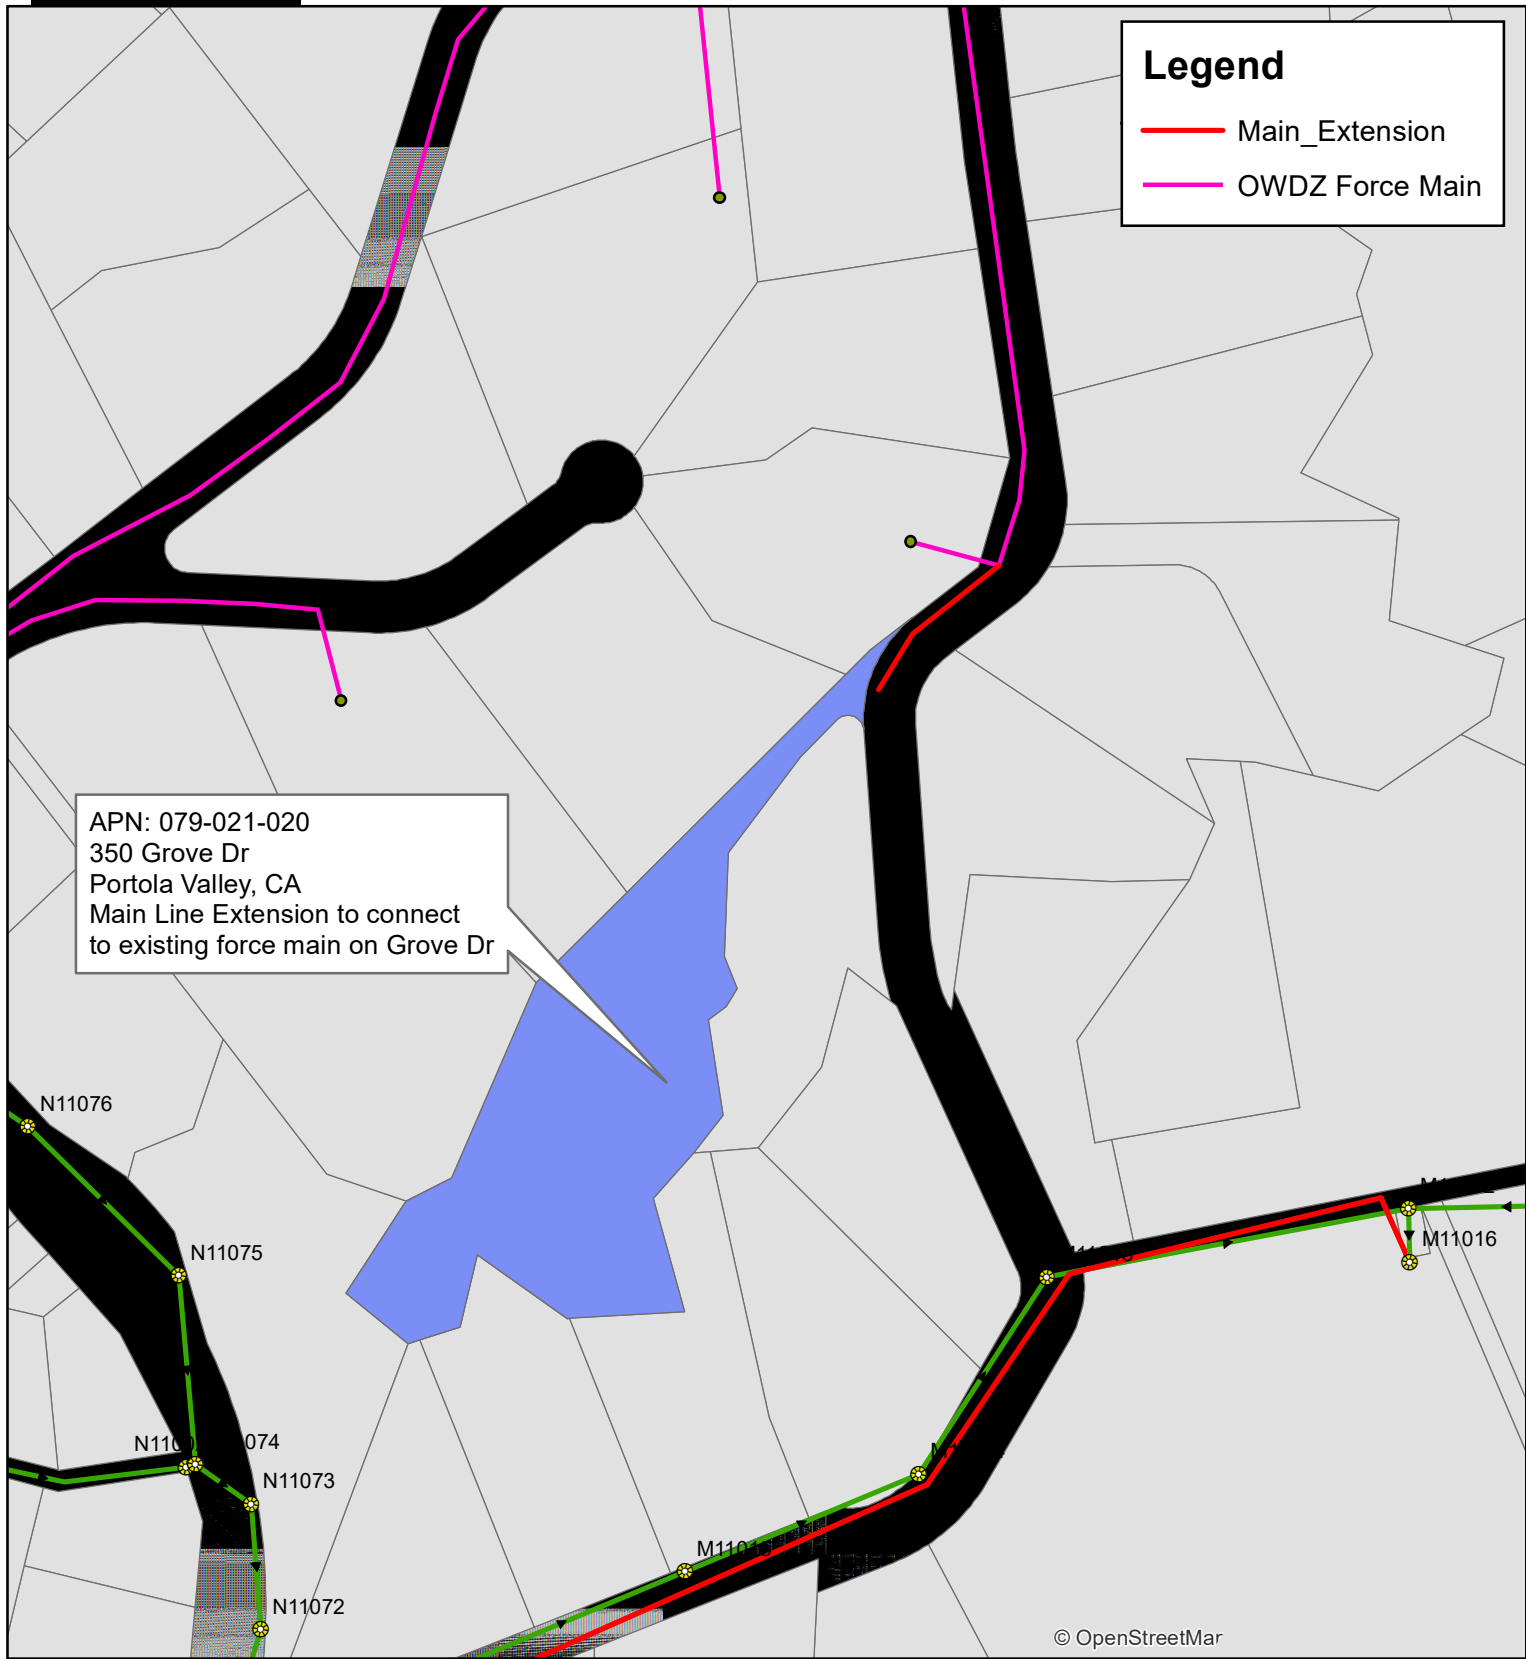 Legend
Main_Extension
OWDZ Force Main
APN: 079-021-020
350 Grove Dr
Portola Valley, CA
Main Line Extension to connect
to existing force main on Grove Dr
N11076
N11075
M11016
074
N11073
N11072
© OpenStreetMar